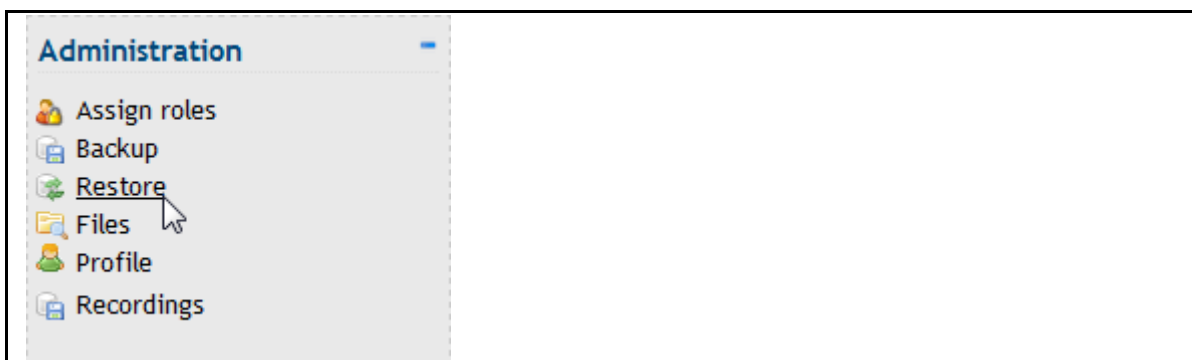 Administration
Assign roles
Backup
Restore
Files
Profile
Recordings